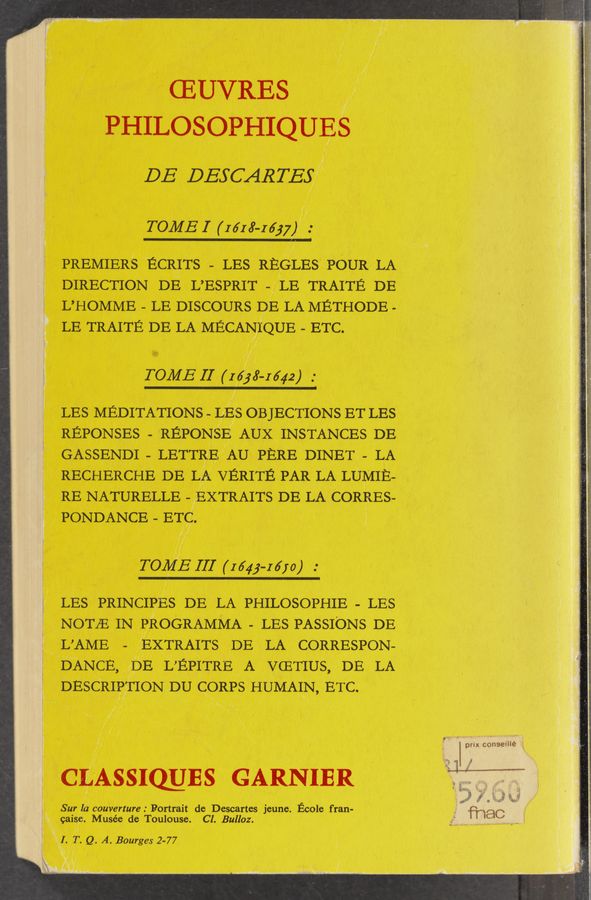 ŒUVRES
PHILOSOPHIQUES
DE DESCARTES
TOME I (1618-1637) :
PREMIERS ÉCRITS - LES RÈGLES POUR LA
DIRECTION DE L'ESPRIT - LE TRAITÉ DE
L'HOMME - LE DISCOURS DE LA MÉTHODE -
LE TRAITÉ DE LA MÉCANIQUE - ETC.
TOME II (1638-1642) :
LES MÉDITATIONS - LES OBJECTIONS ET LES
RÉPONSES - RÉPONSE AUX INSTANCES DE
GASSENDI - LETTRE AU PÈRE DINET - LA
RECHERCHE DE LA VÉRITÉ PAR LA LUMIÈ-
RE NATURELLE - EXTRAITS DE LA CORRES-
PONDANCE - ETC.
TOME III (1643-1650) :
LES PRINCIPES DE LA PHILOSOPHIE - LES
NOTÆ IN PROGRAMMA - LES PASSIONS DE
L'AME - EXTRAITS DE LA CORRESPON-
DANCE, DE L'ÉPITRE A VŒTIUS, DE LA
DESCRIPTION DU CORPS HUMAIN, ETC.
CLASSIQUES GARNIER
Sur la couverture : Portrait de Descartes jeune. École fran-
çaise. Musée de Toulouse. Cl. Bulloz.
I. T. Q. A. Bourges 2-77
prix conseillé
59.60
fnac